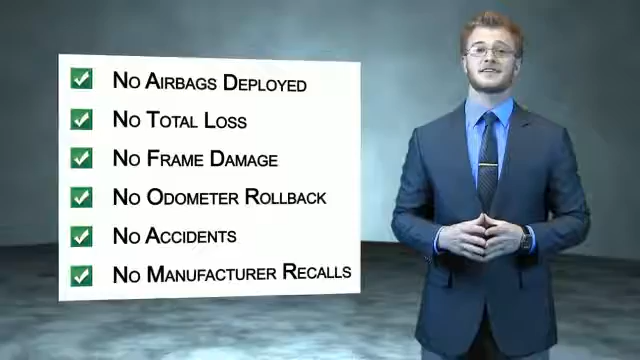 No Airbags Deployed
No Total Loss
No Frame Damage
No Odometer Rollback
No Accidents
No Manufacturer Recalls